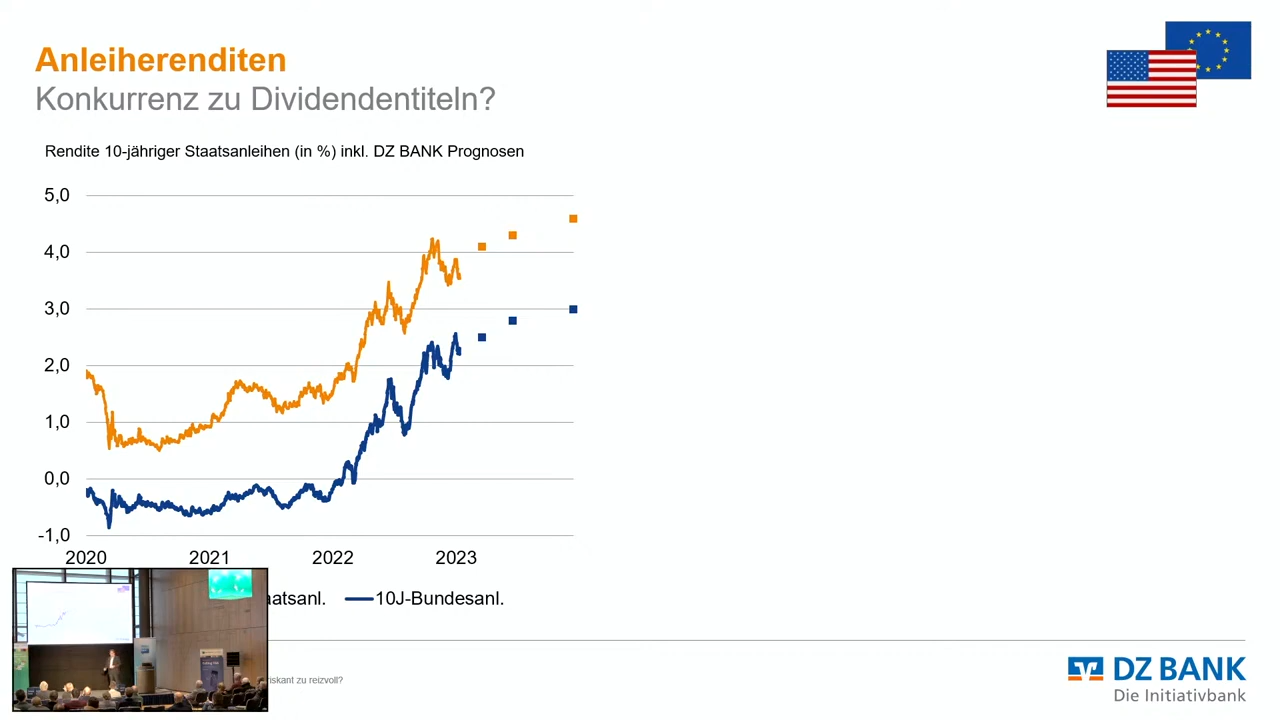 Anleiherenditen
Konkurrenz zu Dividendentiteln?
Rendite 10-jähriger Staatsanleihen (in %) inkl. DZ BANK Prognosen
5,0
4,0
3,0
2,0
1,0
0,0
-1,0
2020 2021 2022 2023
aatsanl. 10J-Bundesanl.
riskant zu reizvoll?
DZ BANK
Die Initiativbank